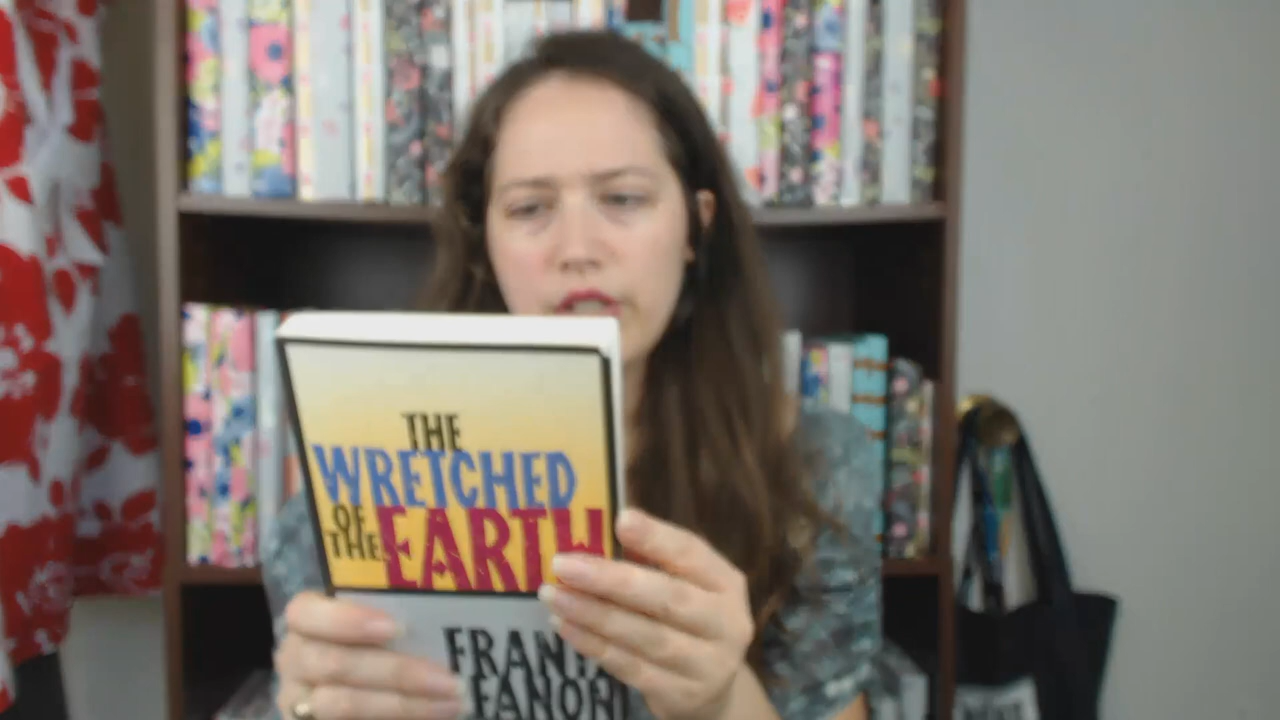 THE
WRETCHED
OF
THE EARTH
FRANTZ
FANON